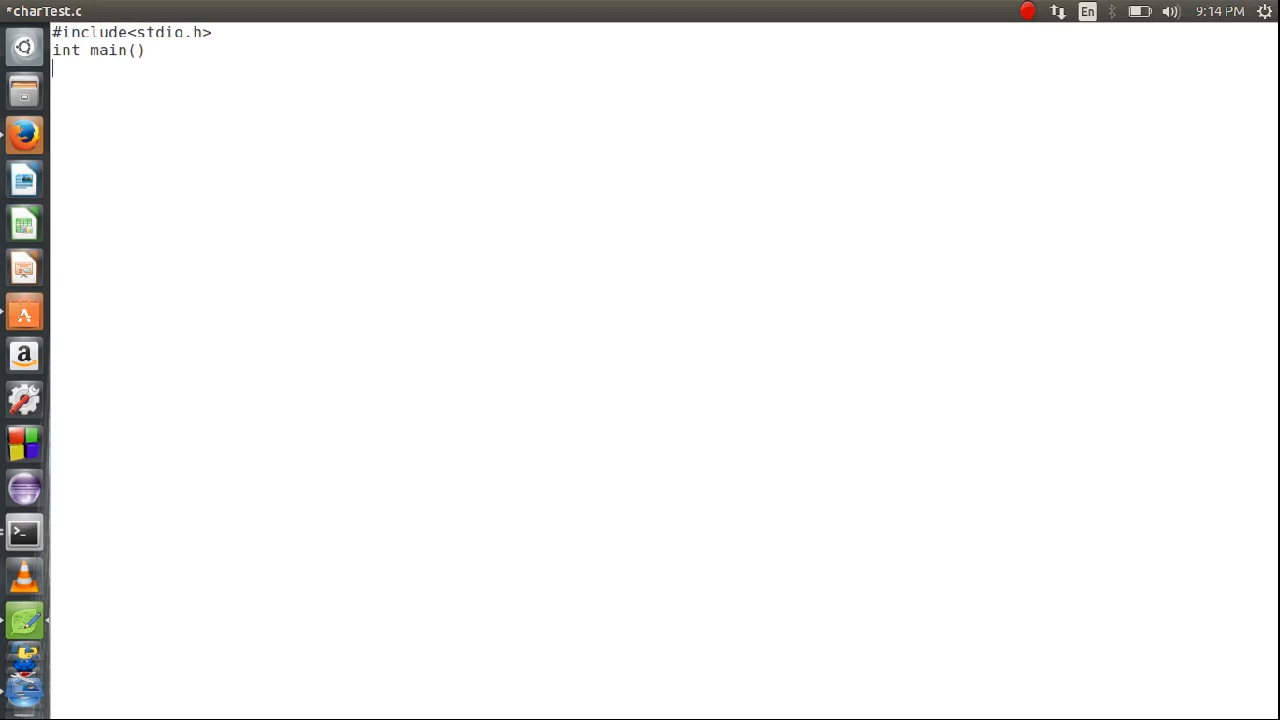 *charTest.c
En
9:14 PM
#include<stdio.h>
int main()